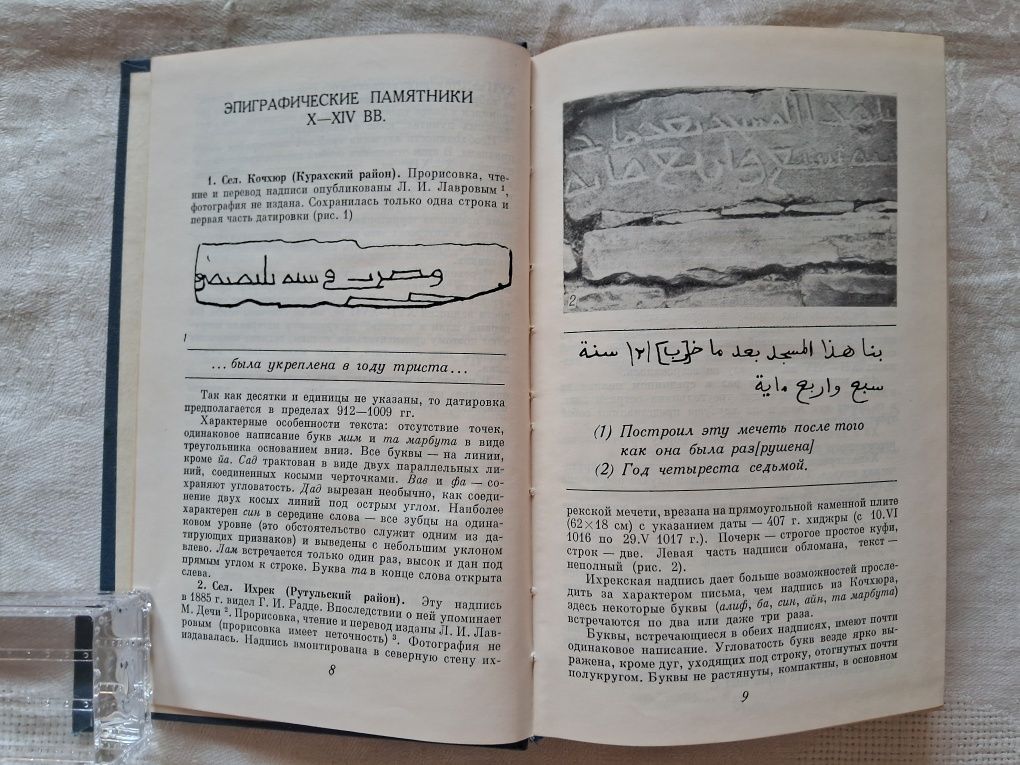 ЭПИГРАФИЧЕСКИЕ ПАМЯТНИКИ
X—XIV ВВ.
1. Сел. Кочхюр (Курахский район). Прорисовка, чте-
ние и перевод надписи опубликованы Л. И. Лавровым ¹,
фотография не издана. Сохранилась только одна строка и
первая часть датировки (рис. 1)
1
...была укреплена в году триста...
Так как десятки и единицы не указаны, то датировка
предполагается в пределах 912—1009 гг.
Характерные особенности текста: отсутствие точек,
одинаковое написание букв мим и та марбута в виде
треугольника основанием вниз. Все буквы — на линии,
кроме йа. Сад трактован в виде двух параллельных ли-
ний, соединенных косыми черточками. Вав и фа — со-
храняют угловатость. Дад вырезан необычно, как соеди-
нение двух косых линий под острым углом. Наиболее
характерен син в середине слова — все зубцы на одина-
ковом уровне (это обстоятельство служит одним из да-
тирующих признаков) и выведены с небольшим уклоном
влево. Лам встречается только один раз, высок и дан под
прямым углом к строке. Буква та в конце слова открыта
слева.
2. Сел. Ихрек (Рутульский район). Эту надпись
в 1885 г. видел Г. И. Радде. Впоследствии о ней упоминает
М. Дечи ². Прорисовка, чтение и перевод изданы Л. И. Лав-
ровым (прорисовка имеет неточность) ³. Фотография не
издавалась. Надпись вмонтирована в северную стену их-
8
2
بنا هذا المسجد بعد ما خر[ب] |٢| سنة
سبع واربع ماية
(1) Построил эту мечеть после того
как она была раз[рушена]
(2) Год четыреста седьмой.
рекской мечети, врезана на прямоугольной каменной плите
(62×18 см) с указанием даты — 407 г. хиджры (с 10.VI
1016 по 29.V 1017 г.). Почерк — строгое простое куфи,
строк — две. Левая часть надписи обломана, текст —
неполный (рис. 2).
Ихрекская надпись дает больше возможностей просле-
дить за характером письма, чем надпись из Кочхюра,
здесь некоторые буквы (алиф, ба, син, айн, та марбута)
встречаются по два или даже три раза.
Буквы, встречающиеся в обеих надписях, имеют почти
одинаковое написание. Угловатость букв везде ярко вы-
ражена, кроме дуг, уходящих под строку, отогнутых почти
полукругом. Буквы не растянуты, компактны, в основном
9